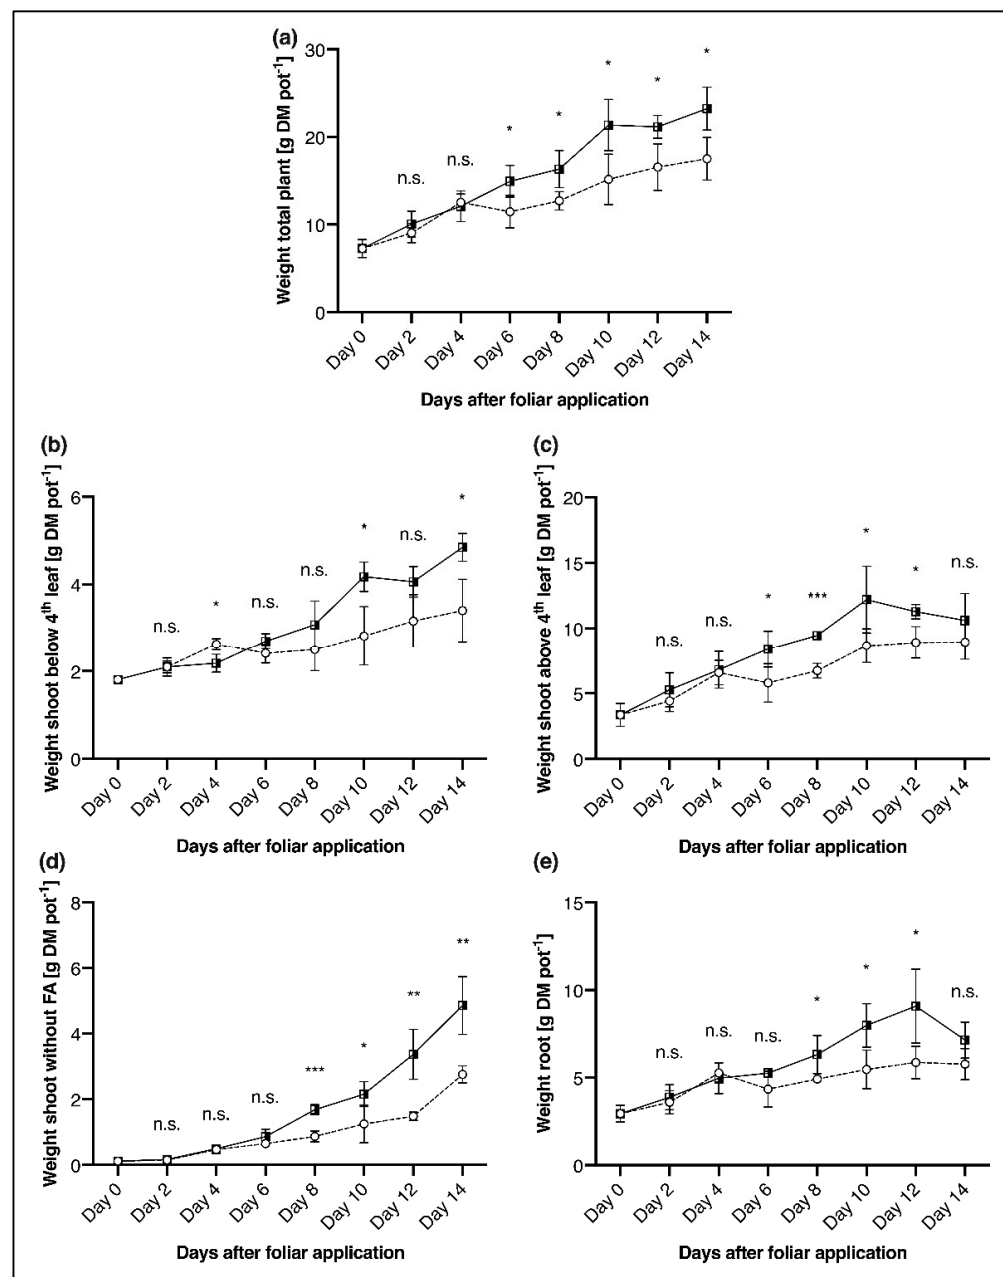 (a)
Weight total plant [g DM pot-1]
30
20
10
0
n.s.
n.s.
*
*
*
*
*
Day 0
Day 2
Day 4
Day 6
Day 8
Day 10
Day 12
Day 14
Days after foliar application
(b)
Weight shoot below 4th leaf [g DM pot-1]
6
4
2
0
n.s.
*
n.s.
n.s.
*
n.s.
*
Day 0
Day 2
Day 4
Day 6
Day 8
Day 10
Day 12
Day 14
Days after foliar application
(c)
Weight shoot above 4th leaf [g DM pot-1]
20
15
10
5
0
n.s.
n.s.
*
***
*
*
n.s.
Day 0
Day 2
Day 4
Day 6
Day 8
Day 10
Day 12
Day 14
Days after foliar application
(d)
Weight shoot without FA [g DM pot-1]
8
6
4
2
0
n.s.
n.s.
n.s.
***
*
**
**
Day 0
Day 2
Day 4
Day 6
Day 8
Day 10
Day 12
Day 14
Days after foliar application
(e)
Weight root [g DM pot-1]
15
10
5
0
n.s.
n.s.
n.s.
*
*
*
n.s.
Day 0
Day 2
Day 4
Day 6
Day 8
Day 10
Day 12
Day 14
Days after foliar application